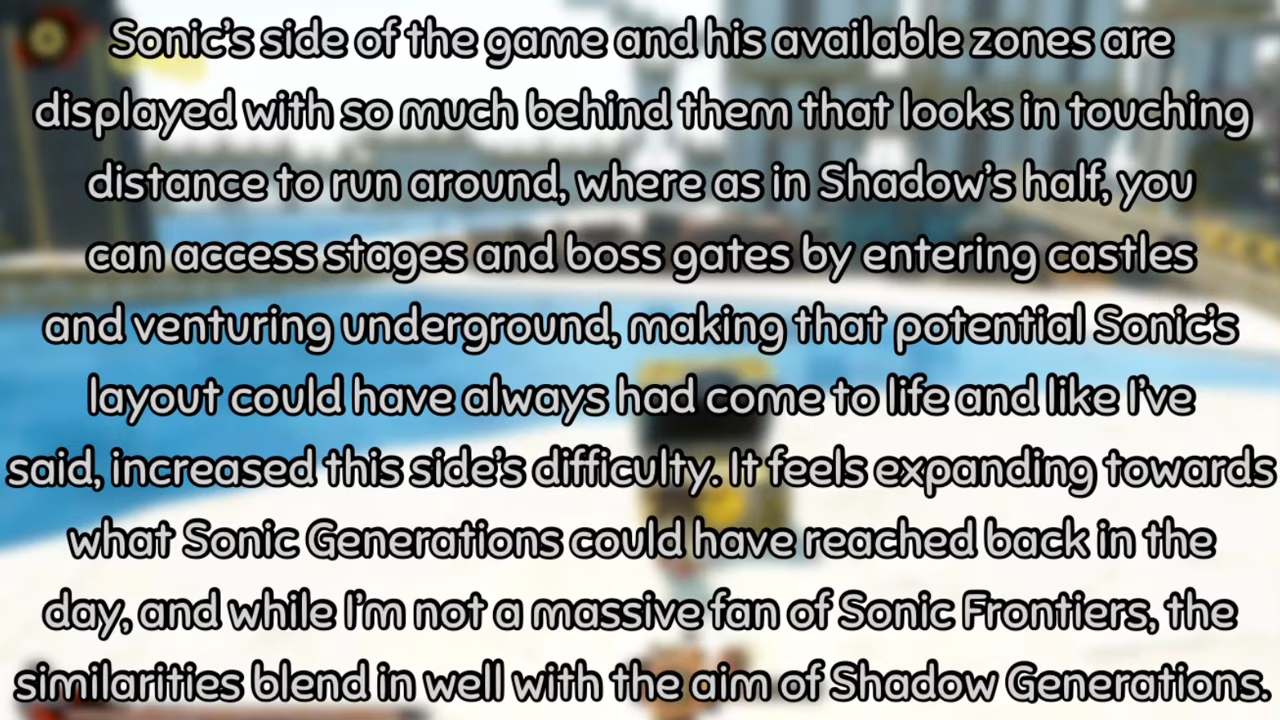 Sonic's side of the game and his available zones are
displayed with so much behind them that looks in touching
distance to run around, where as in Shadow's half, you
can access stages and boss gates by entering castles
and venturing underground, making that potential Sonic's
layout could have always had come to life and like I've
said, increased this side's difficulty. It feels expanding towards
what Sonic Generations could have reached back in the
day, and while I'm not a massive fan of Sonic Frontiers, the
similarities blend in well with the aim of Shadow Generations.